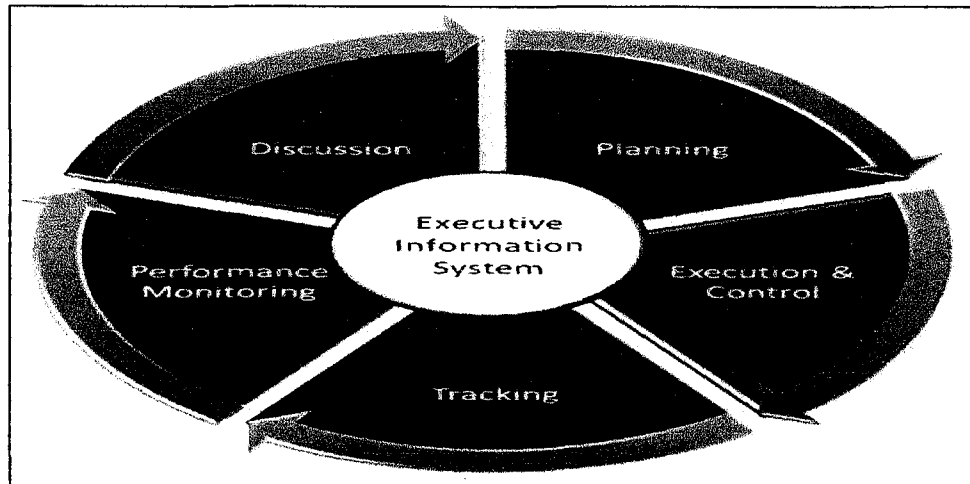 Discussion
Planning
Executive
Information
System
Performance
Monitoring
Execution &
Control
Tracking